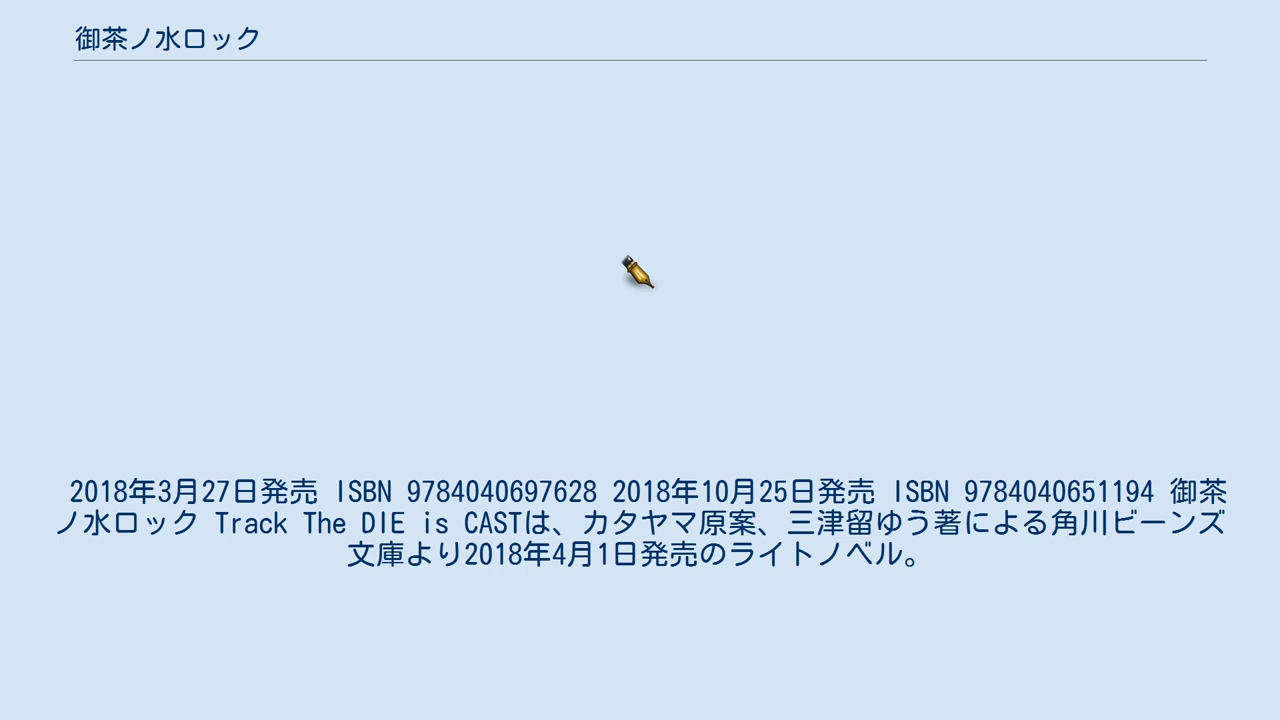 御茶ノ水ロック
2018年3月27日発売 ISBN 9784040697628 2018年10月25日発売 ISBN 9784040651194 御茶
ノ水ロック Track The DIE is CASTは、カタヤマ原案、三津留ゆう著による角川ビーンズ
文庫より2018年4月1日発売のライトノベル。